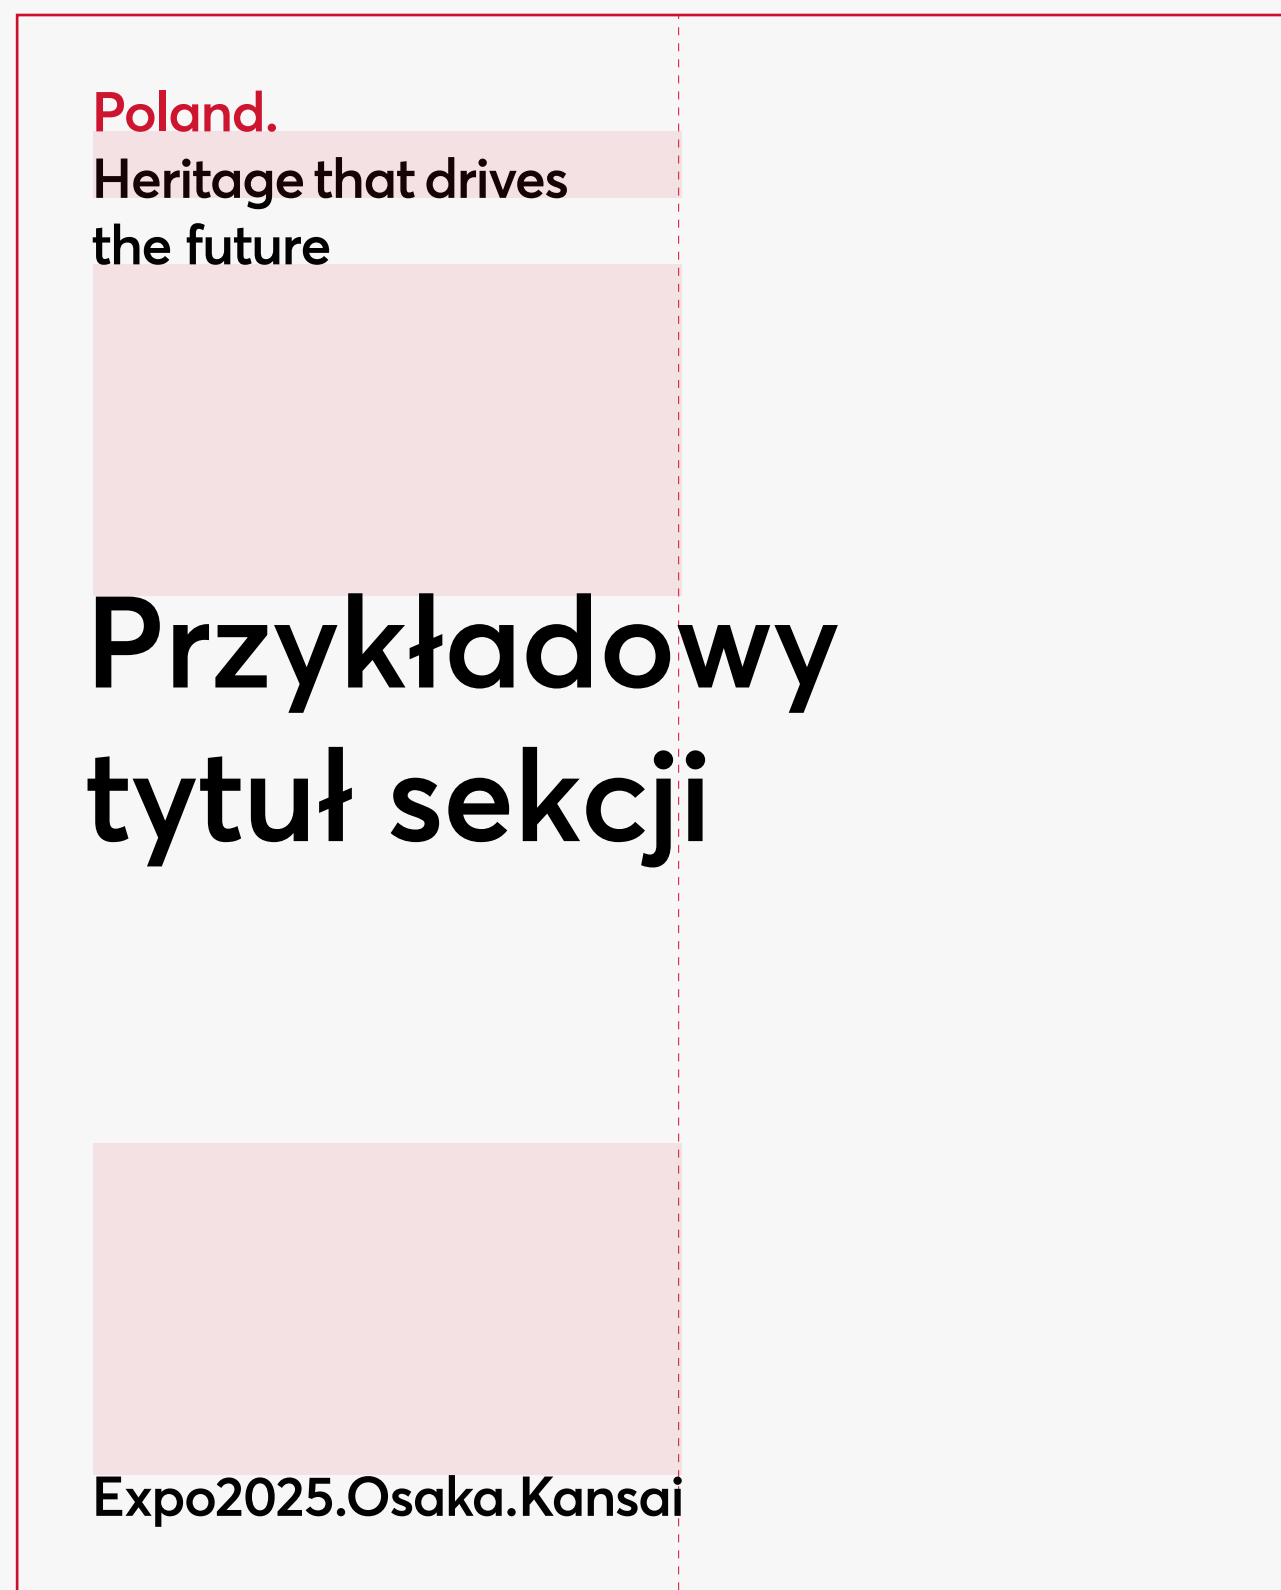 Poland.
Heritage that drives
the future
Przykładowy
tytuł sekcji
Expo2025.Osaka.Kansai